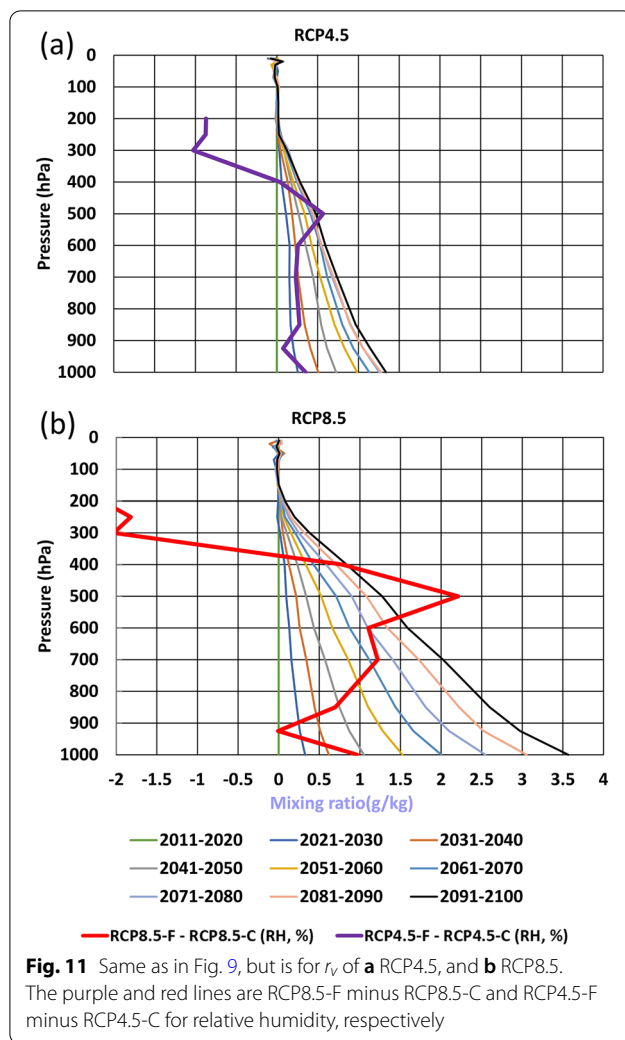 (a)
RCP4.5
0
100
200
300
400
500
600
700
800
900
1000
Pressure (hPa)
(b)
RCP8.5
0
100
200
300
400
500
600
700
800
900
1000
Pressure (hPa)
-2 -1 0 0.5 1 1.5 2 2.5 3 3.5 4
Mixing ratio(g/kg)
2011-2020 2021-2030 2031-2040
2041-2050 2051-2060 2061-2070
2071-2080 2081-2090 2091-2100
RCP8.5-F - RCP8.5-C (RH, %) RCP4.5-F - RCP4.5-C (RH, %)
Fig. 11 Same as in Fig. 9, but is for rv of a RCP4.5, and b RCP8.5.
The purple and red lines are RCP8.5-F minus RCP8.5-C and RCP4.5-F
minus RCP4.5-C for relative humidity, respectively